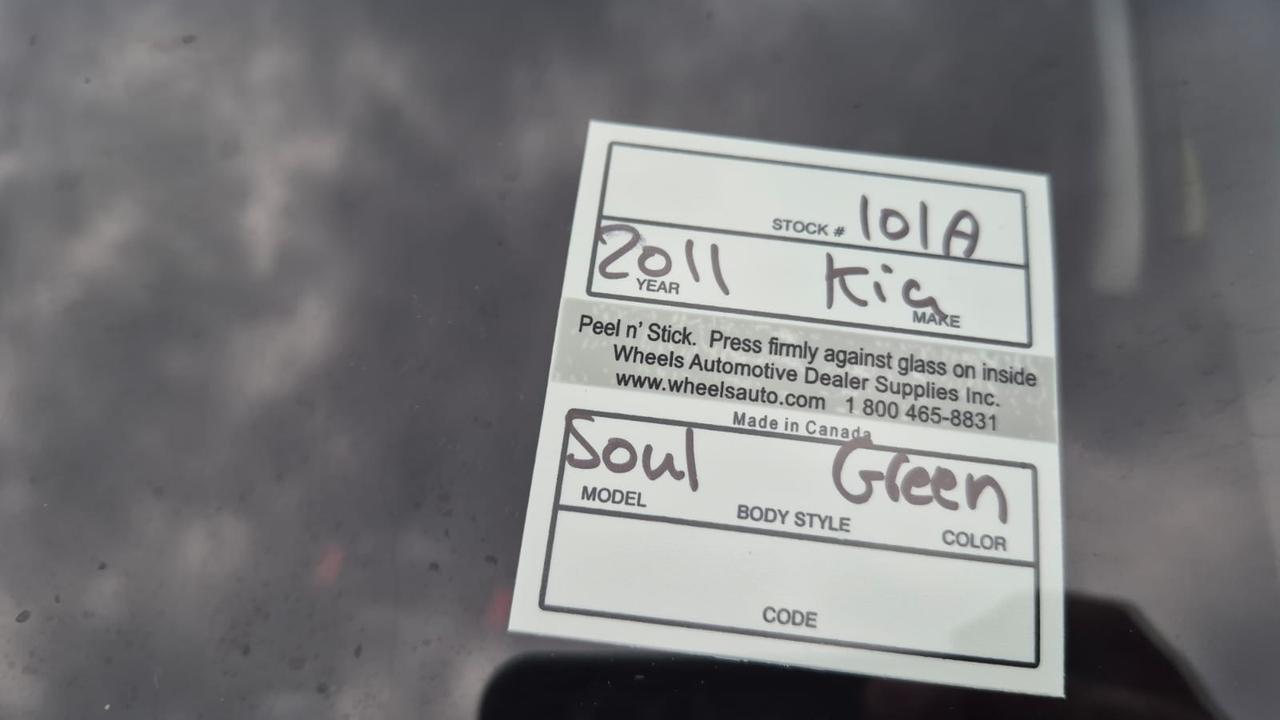 STOCK # 101A
2011 Kia
YEAR MAKE
Peel n' Stick. Press firmly against glass on inside
Wheels Automotive Dealer Supplies Inc.
www.wheelsauto.com 1 800 465-8831
Made in Canada
Soul Green
MODEL BODY STYLE COLOR
CODE